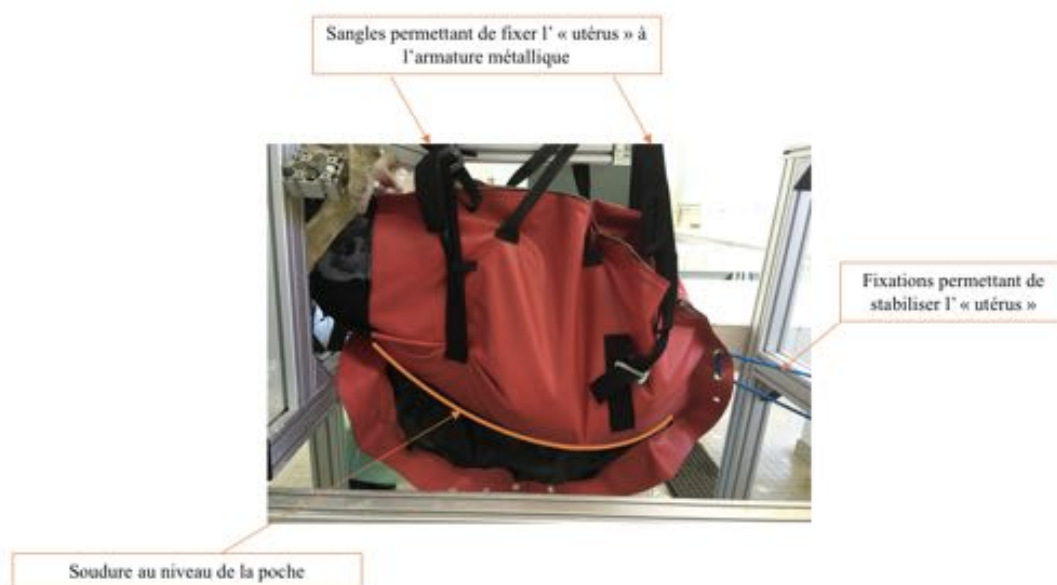 Sangles permettant de fixer l' « utérus » à
l'armature métallique
Fixations permettant de
stabiliser l' « utérus »
Soudure au niveau de la poche